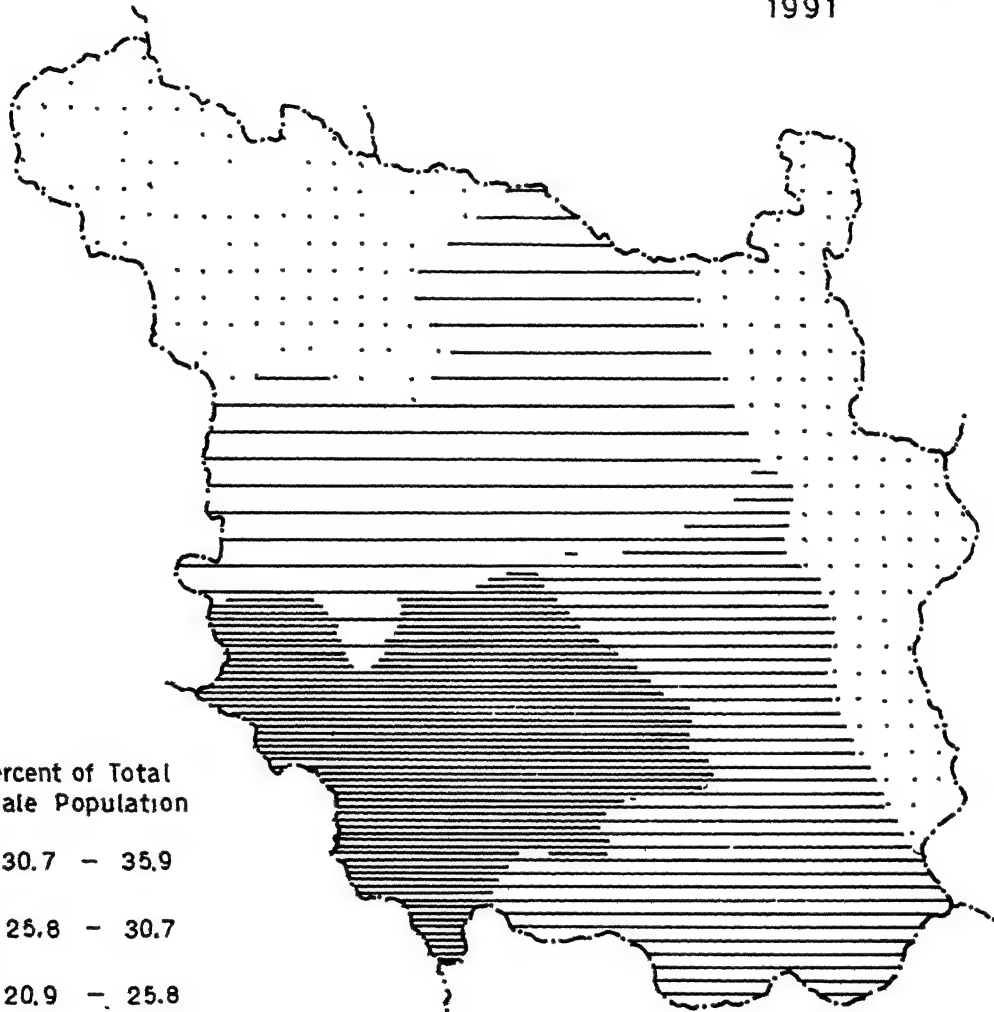 1991
ercent of Total
ale Population
30.7 – 35.9
25.8 – 30.7
20.9 – 25.8